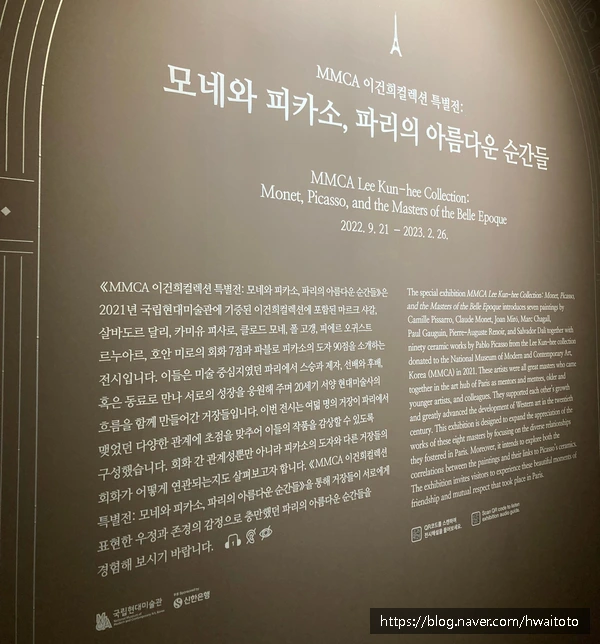 MMCA 이건희컬렉션 특별전:
모네와 피카소, 파리의 아름다운 순간들
MMCA Lee Kun-hee Collection:
Monet, Picasso, and the Masters of the Belle Epoque
2022. 9. 21 - 2023. 2. 26.
《MMCA 이건희컬렉션 특별전: 모네와 피카소, 파리의 아름다운 순간들》은
2021년 국립현대미술관에 기증된 이건희컬렉션에 포함된 마르크 샤갈,
살바도르 달리, 카미유 피사로, 클로드 모네, 폴 고갱, 피에르 오귀스트
르누아르, 호안 미로의 회화 7점과 파블로 피카소의 도자 90점을 소개하는
전시입니다. 이들은 미술 중심지였던 파리에서 스승과 제자, 선배와 후배,
혹은 동료로 만나 서로의 성장을 응원해 주며 20세기 서양 현대미술사의
흐름을 함께 만들어간 거장들입니다. 이번 전시는 여덟 명의 거장이 파리에서
맺었던 다양한 관계에 초점을 맞추어 이들의 작품을 감상할 수 있도록
구성했습니다. 회화 간 관계성뿐만 아니라 피카소의 도자와 다른 거장들의
회화가 어떻게 연관되는지도 살펴보고자 합니다. 《MMCA 이건희컬렉션
특별전: 모네와 피카소, 파리의 아름다운 순간들》을 통해 거장들이 서로에게
표현한 우정과 존경의 감정으로 충만했던 파리의 아름다운 순간들을
경험해 보시기 바랍니다.
The special exhibition MMCA Lee Kun-hee Collection: Monet, Picasso,
and the Masters of the Belle Epoque introduces seven paintings by
Camille Pissarro, Claude Monet, Joan Miró, Marc Chagall,
Paul Gauguin, Pierre-Auguste Renoir, and Salvador Dalí together with
ninety ceramic works by Pablo Picasso from the Lee Kun-hee collection
donated to the National Museum of Modern and Contemporary Art,
Korea (MMCA) in 2021. These artists were all great masters who came
together in the art hub of Paris as mentors and mentees, older and
younger artists, and colleagues. They supported each other's growth
and greatly advanced the development of Western art in the twentieth
century. This exhibition is designed to expand the appreciation of the
works of these eight masters by focusing on the diverse relationships
they fostered in Paris. Moreover, it intends to explore both the
correlations between the paintings and their links to Picasso's ceramics.
The exhibition invites visitors to experience these beautiful moments of
friendship and mutual respect that took place in Paris.
QR코드를 스캔하여
전시해설을 들어보세요.
Scan QR code to listen
exhibition audio guide.
국립현대미술관
신한은행
https://blog.naver.com/hwaitoto